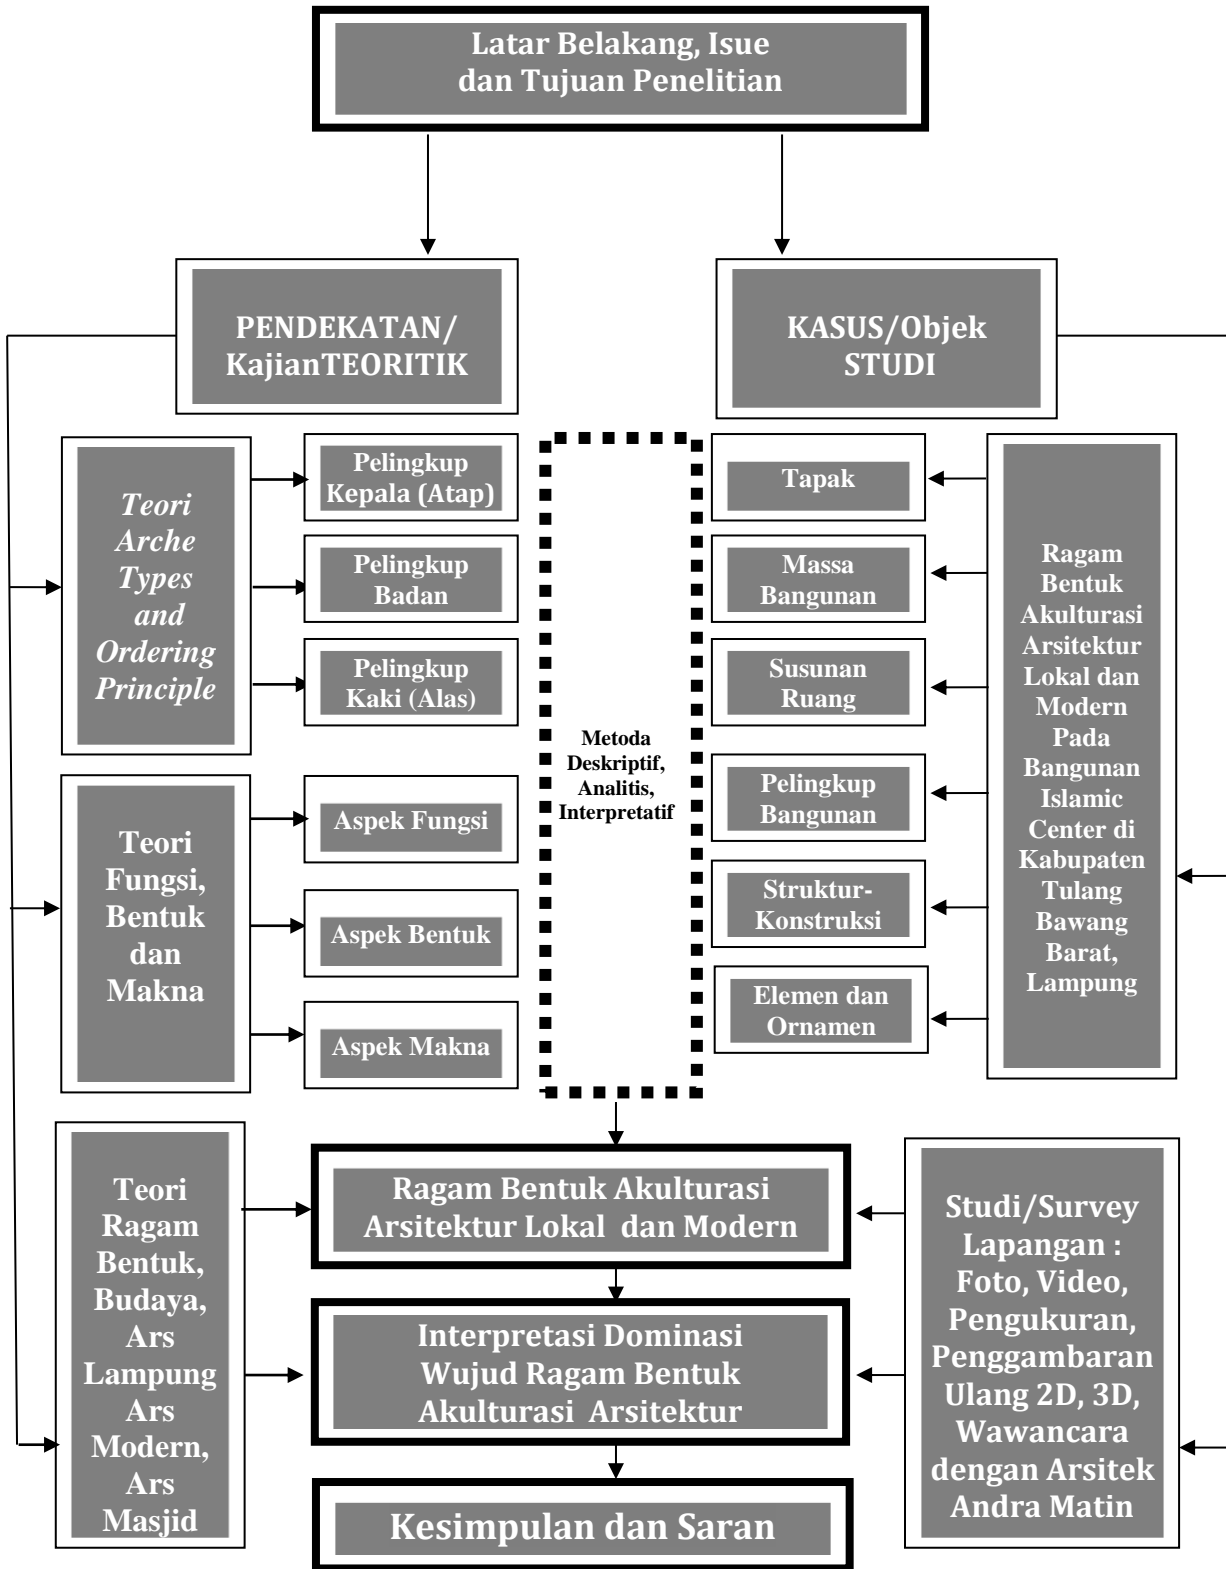 Latar Belakang, Isue
dan Tujuan Penelitian
PENDEKATAN/
KajianTEORITIK
KASUS/Objek
STUDI
Teori
Arche
Types
and
Ordering
Principle
Pelingkup
Kepala (Atap)
Pelingkup
Badan
Pelingkup
Kaki (Alas)
Teori
Fungsi,
Bentuk
dan
Makna
Aspek Fungsi
Aspek Bentuk
Aspek Makna
Metoda
Deskriptif,
Analitis,
Interpretatif
Tapak
Massa
Bangunan
Susunan
Ruang
Pelingkup
Bangunan
Struktur-
Konstruksi
Elemen dan
Ornamen
Ragam
Bentuk
Akulturasi
Arsitektur
Lokal dan
Modern
Pada
Bangunan
Islamic
Center di
Kabupaten
Tulang
Bawang
Barat,
Lampung
Teori
Ragam
Bentuk,
Budaya,
Ars
Lampung
Ars
Modern,
Ars
Masjid
Ragam Bentuk Akulturasi
Arsitektur Lokal  dan Modern
Interpretasi Dominasi
Wujud Ragam Bentuk
Akulturasi  Arsitektur
Kesimpulan dan Saran
Studi/Survey
Lapangan :
Foto, Video,
Pengukuran,
Penggambaran
Ulang 2D, 3D,
Wawancara
dengan Arsitek
Andra Matin